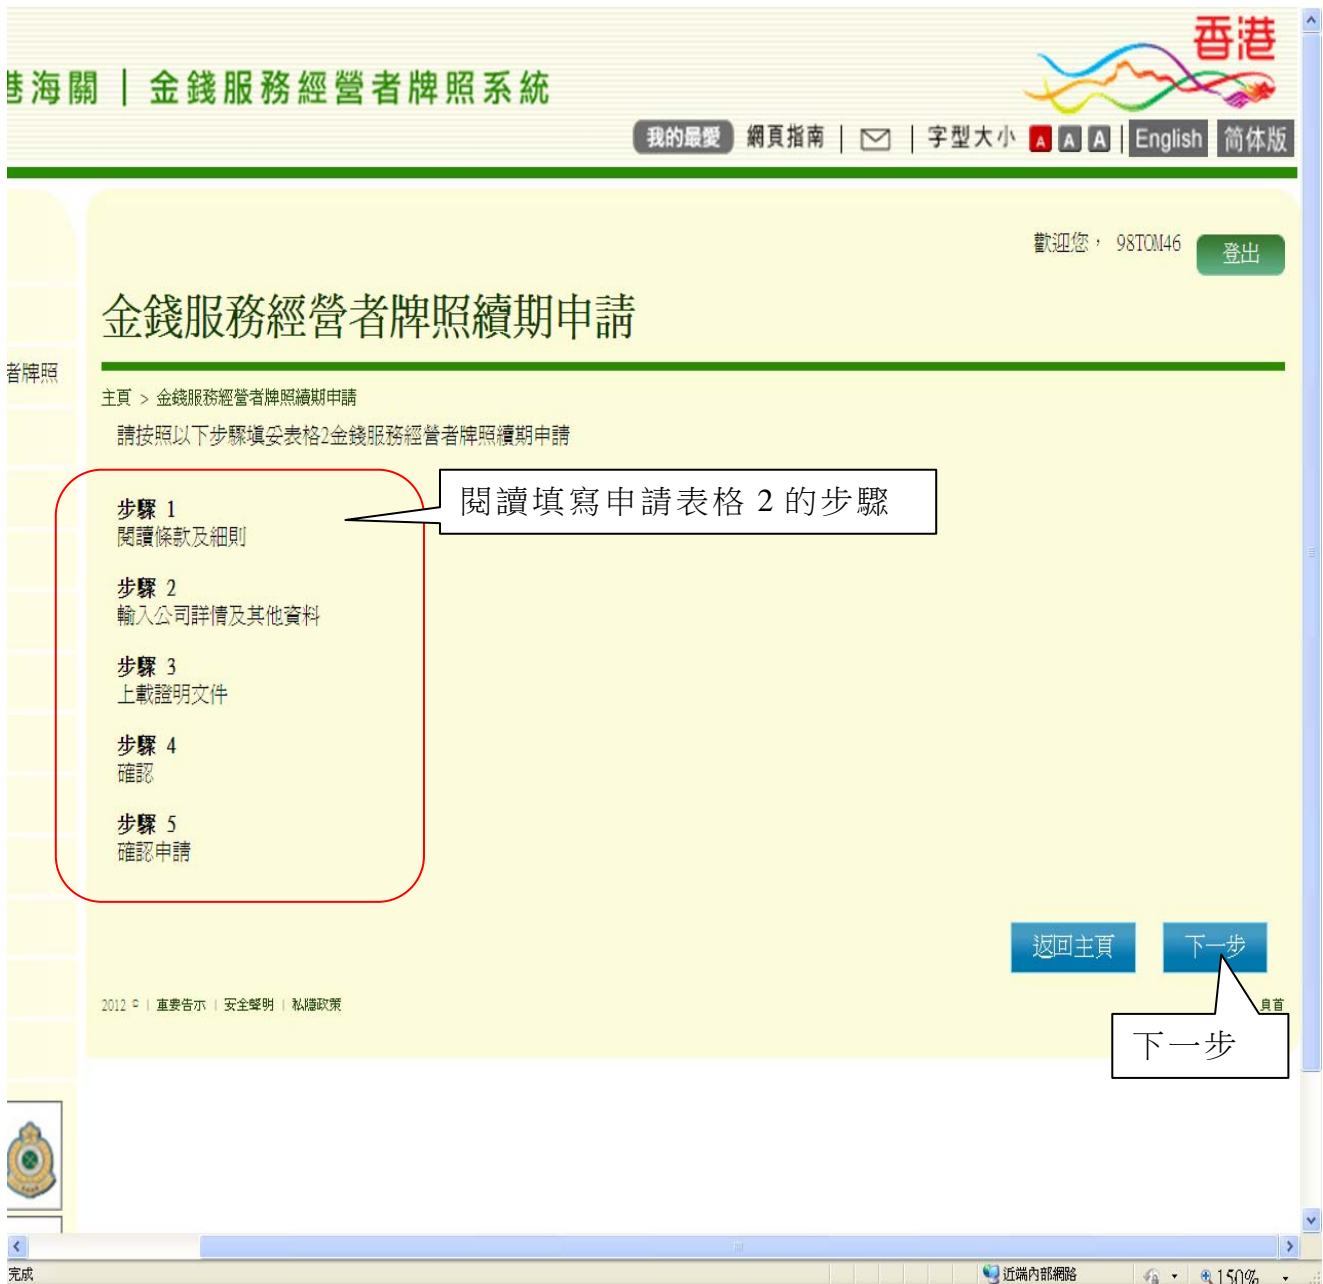 香港
港海關 | 金錢服務經營者牌照系統
我的最愛 網頁指南 | | 字型大小 A A A | English 简体版
歡迎您， 98TOM46 登出
金錢服務經營者牌照續期申請
者牌照
主頁 > 金錢服務經營者牌照續期申請
請按照以下步驟填妥表格2金錢服務經營者牌照續期申請
閱讀填寫申請表格 2 的步驟
步驟 1
閱讀條款及細則
步驟 2
輸入公司詳情及其他資料
步驟 3
上載證明文件
步驟 4
確認
步驟 5
確認申請
返回主頁 下一步
2012 © | 重要告示 | 安全聲明 | 私隱政策
頁首
下一步
完成 近端內部網路 150%